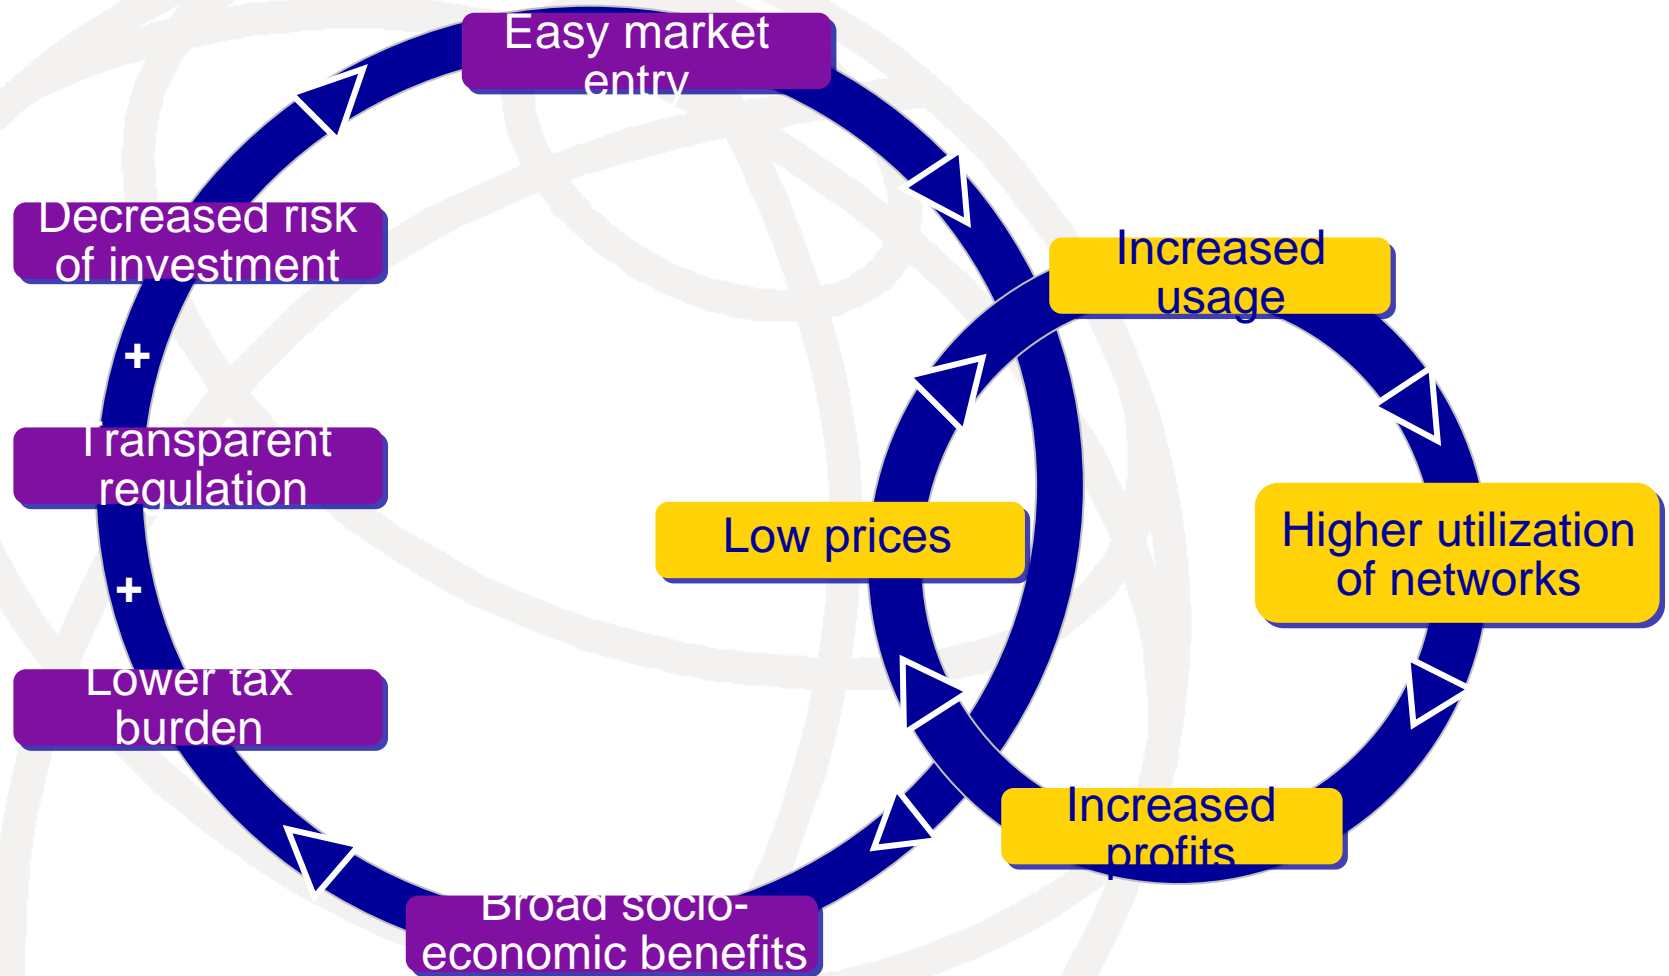 Easy market
entry
Decreased risk
of investment
+
Transparent
regulation
+
Lower tax
burden
Broad socio-
economic benefits
Increased
usage
Low prices
Higher utilization
of networks
Increased
profits